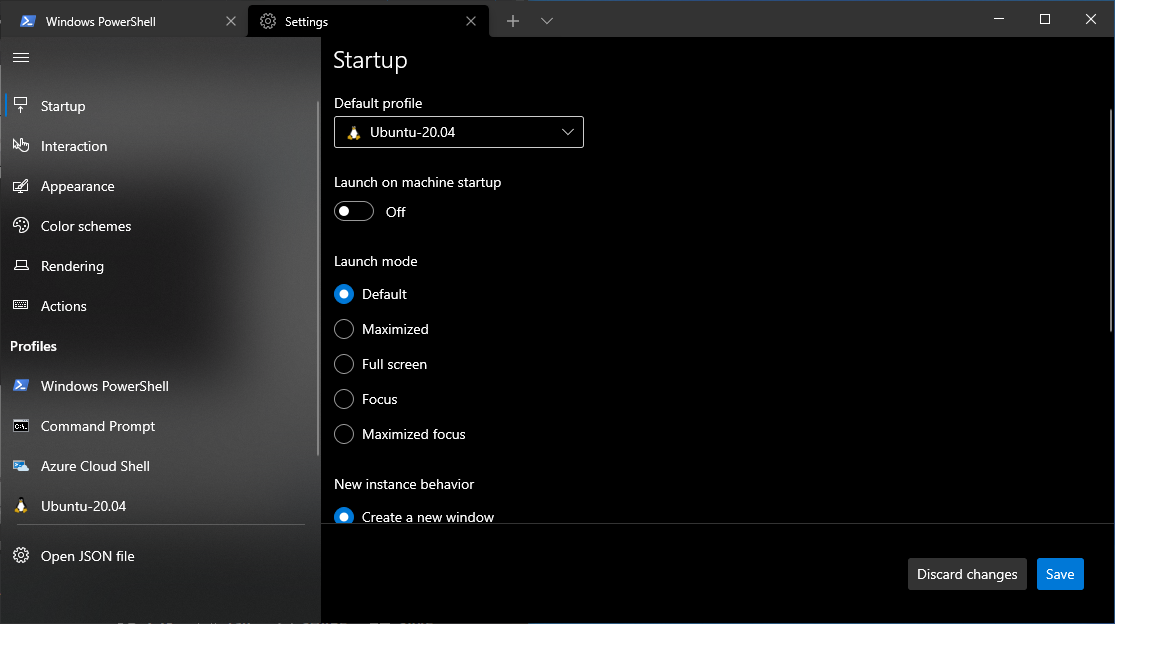 Windows PowerShell
Settings
Startup
Interaction
Appearance
Color schemes
Rendering
Actions
Profiles
Windows PowerShell
Command Prompt
Azure Cloud Shell
Ubuntu-20.04
Open JSON file
Startup
Default profile
Ubuntu-20.04
Launch on machine startup
Off
Launch mode
Default
Maximized
Full screen
Focus
Maximized focus
New instance behavior
Create a new window
Discard changes
Save